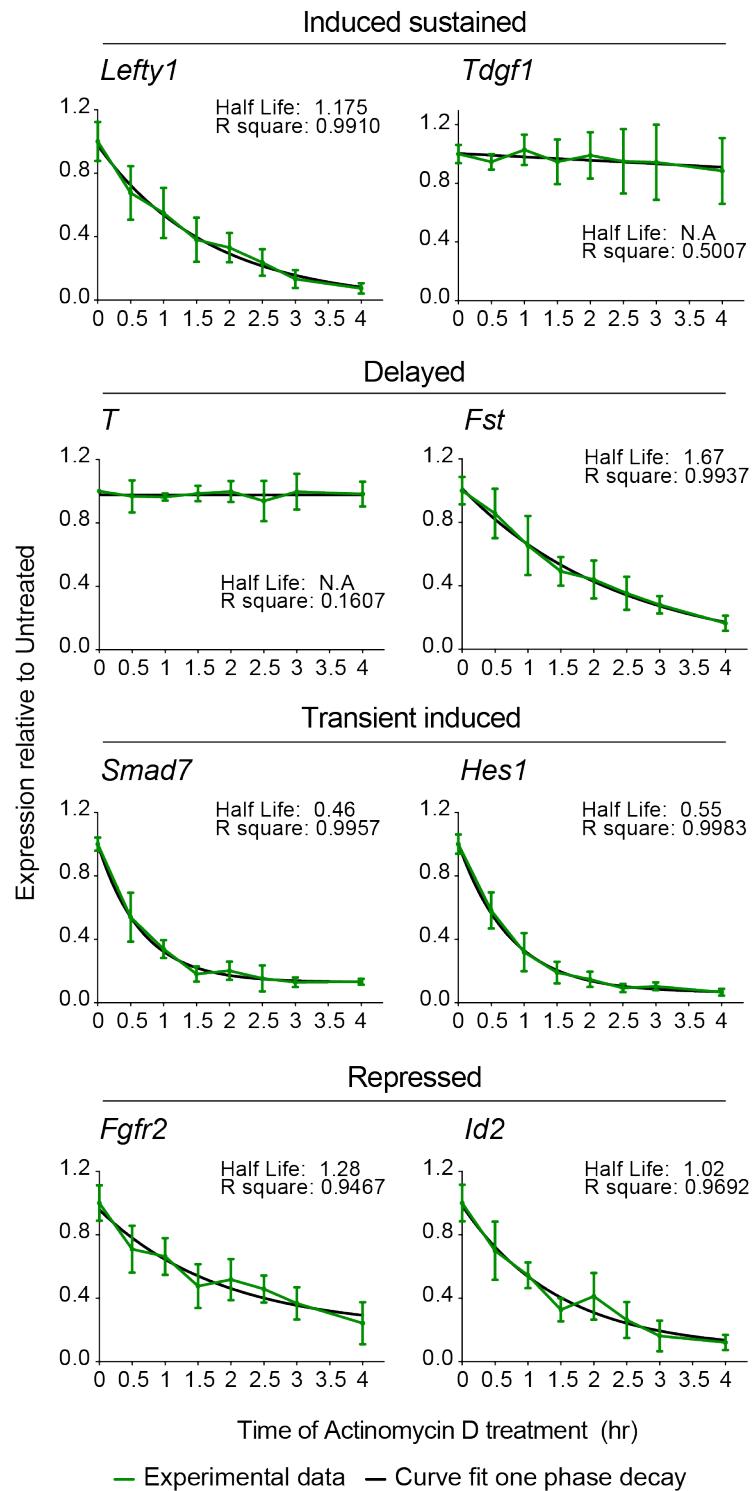 Induced sustained
Lefty1 Tdgf1
Half Life: 1.175
R square: 0.9910
Half Life: N.A
R square: 0.5007
1.2
0.8
0.4
0.0
0 0.5 1 1.5 2 2.5 3 3.5 4
1.2
0.8
0.4
0.0
0 0.5 1 1.5 2 2.5 3 3.5 4
Delayed
T Fst
Half Life: N.A
R square: 0.1607
Half Life: 1.67
R square: 0.9937
1.2
0.8
0.4
0.0
0 0.5 1 1.5 2 2.5 3 3.5 4
1.2
0.8
0.4
0.0
0 0.5 1 1.5 2 2.5 3 3.5 4
Expression relative to Untreated
Transient induced
Smad7 Hes1
Half Life: 0.46
R square: 0.9957
Half Life: 0.55
R square: 0.9983
1.2
0.8
0.4
0.0
0 0.5 1 1.5 2 2.5 3 3.5 4
1.2
0.8
0.4
0.0
0 0.5 1 1.5 2 2.5 3 3.5 4
Repressed
Fgfr2 Id2
Half Life: 1.28
R square: 0.9467
Half Life: 1.02
R square: 0.9692
1.2
0.8
0.4
0.0
0 0.5 1 1.5 2 2.5 3 3.5 4
1.2
0.8
0.4
0.0
0 0.5 1 1.5 2 2.5 3 3.5 4
Time of Actinomycin D treatment (hr)
Experimental data Curve fit one phase decay